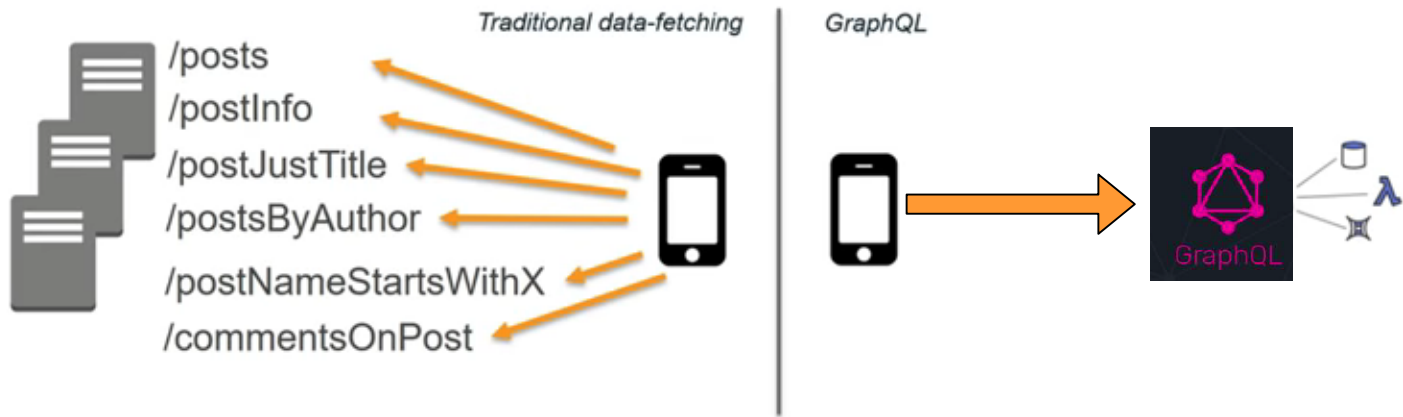 Traditional data-fetching
/posts
/postInfo
/postJustTitle
/postsByAuthor
/postNameStartsWithX
/commentsOnPost
GraphQL
GraphQL
λ